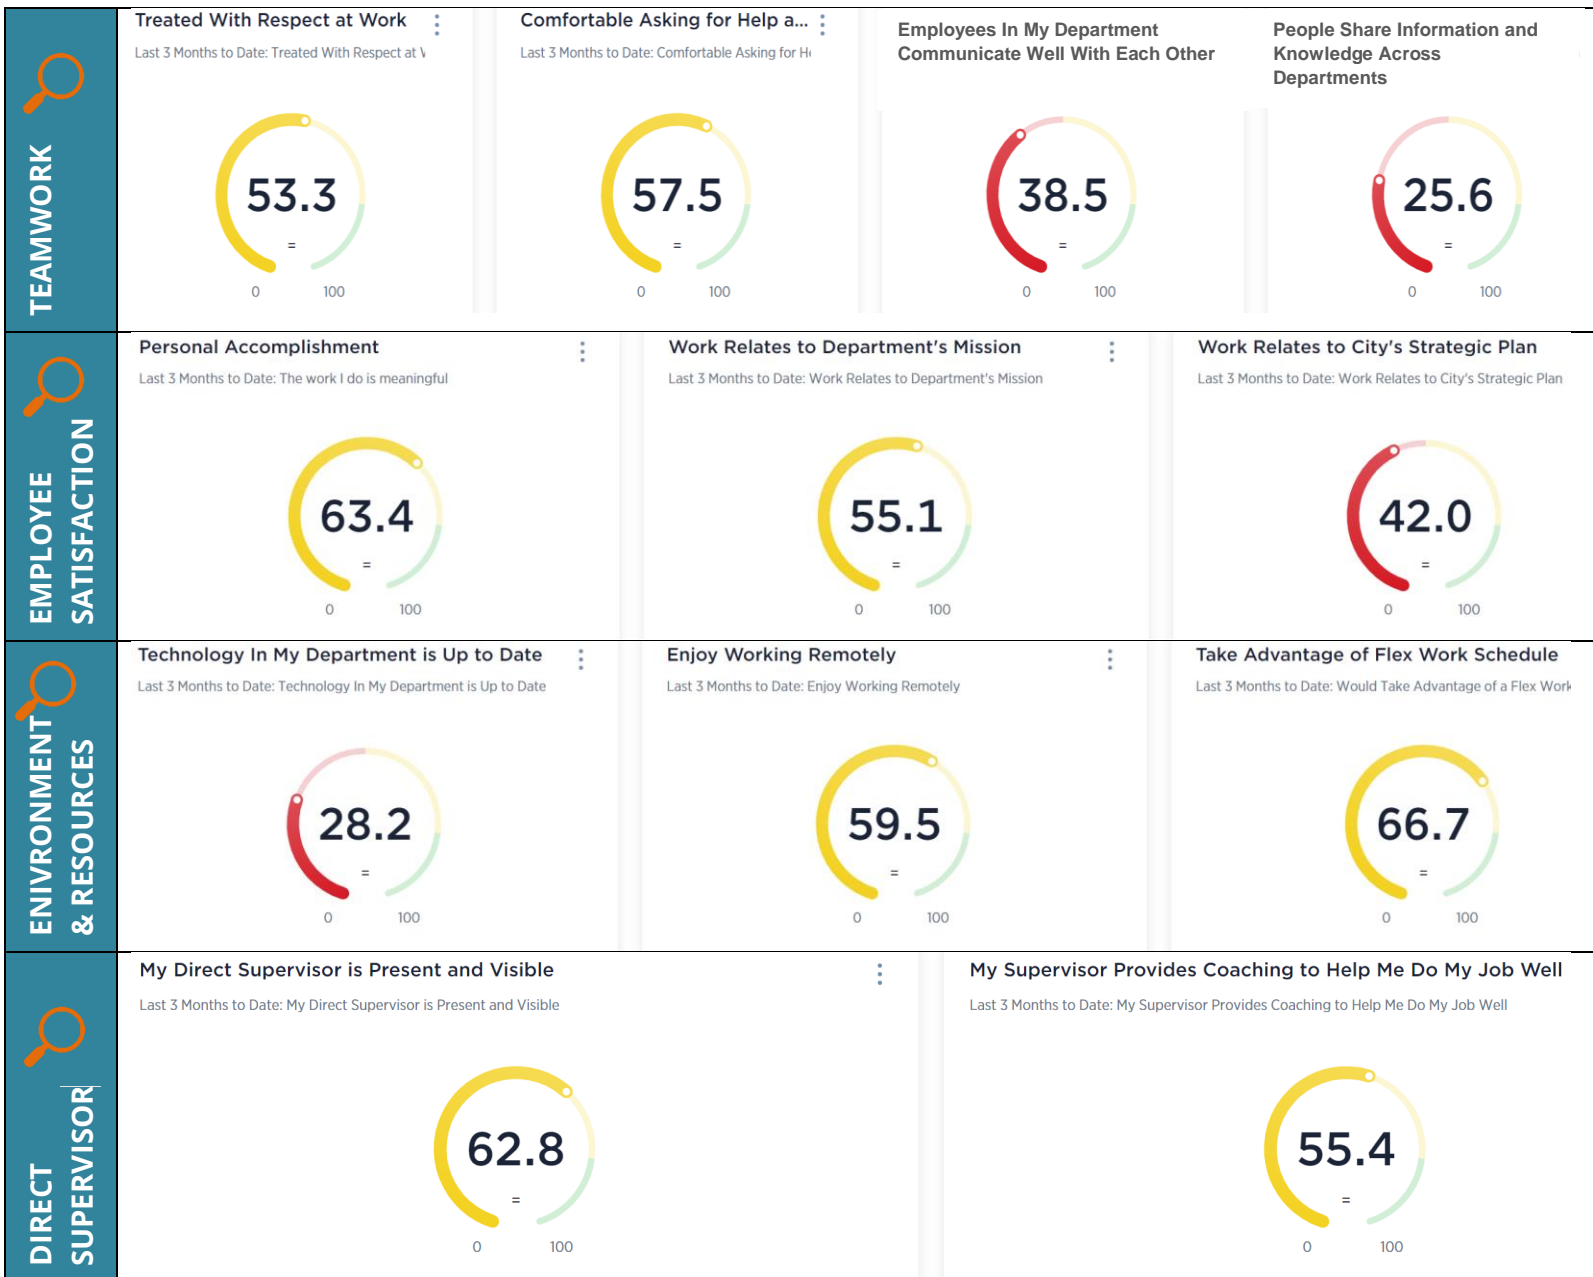 TEAMWORK
Treated With Respect at Work
Last 3 Months to Date: Treated With Respect at
53.3
=
0 100
Comfortable Asking for Help a...
Last 3 Months to Date: Comfortable Asking for
57.5
=
0 100
Employees In My Department
Communicate Well With Each Other
38.5
=
0 100
People Share Information and
Knowledge Across
Departments
25.6
=
0 100
EMPLOYEE
SATISFACTION
Personal Accomplishment
Last 3 Months to Date: The work I do is meaningful
63.4
=
0 100
Work Relates to Department's Mission
Last 3 Months to Date: Work Relates to Department's Mission
55.1
=
0 100
Work Relates to City's Strategic Plan
Last 3 Months to Date: Work Relates to City's Strategic Plan
42.0
=
0 100
ENIVRONMENT
& RESOURCES
Technology In My Department is Up to Date
Last 3 Months to Date: Technology In My Department is Up to Date
28.2
=
0 100
Enjoy Working Remotely
Last 3 Months to Date: Enjoy Working Remotely
59.5
=
0 100
Take Advantage of Flex Work Schedule
Last 3 Months to Date: Would Take Advantage of a Flex Work
66.7
=
0 100
DIRECT
SUPERVISOR
My Direct Supervisor is Present and Visible
Last 3 Months to Date: My Direct Supervisor is Present and Visible
62.8
=
0 100
My Supervisor Provides Coaching to Help Me Do My Job Well
Last 3 Months to Date: My Supervisor Provides Coaching to Help Me Do My Job Well
55.4
=
0 100